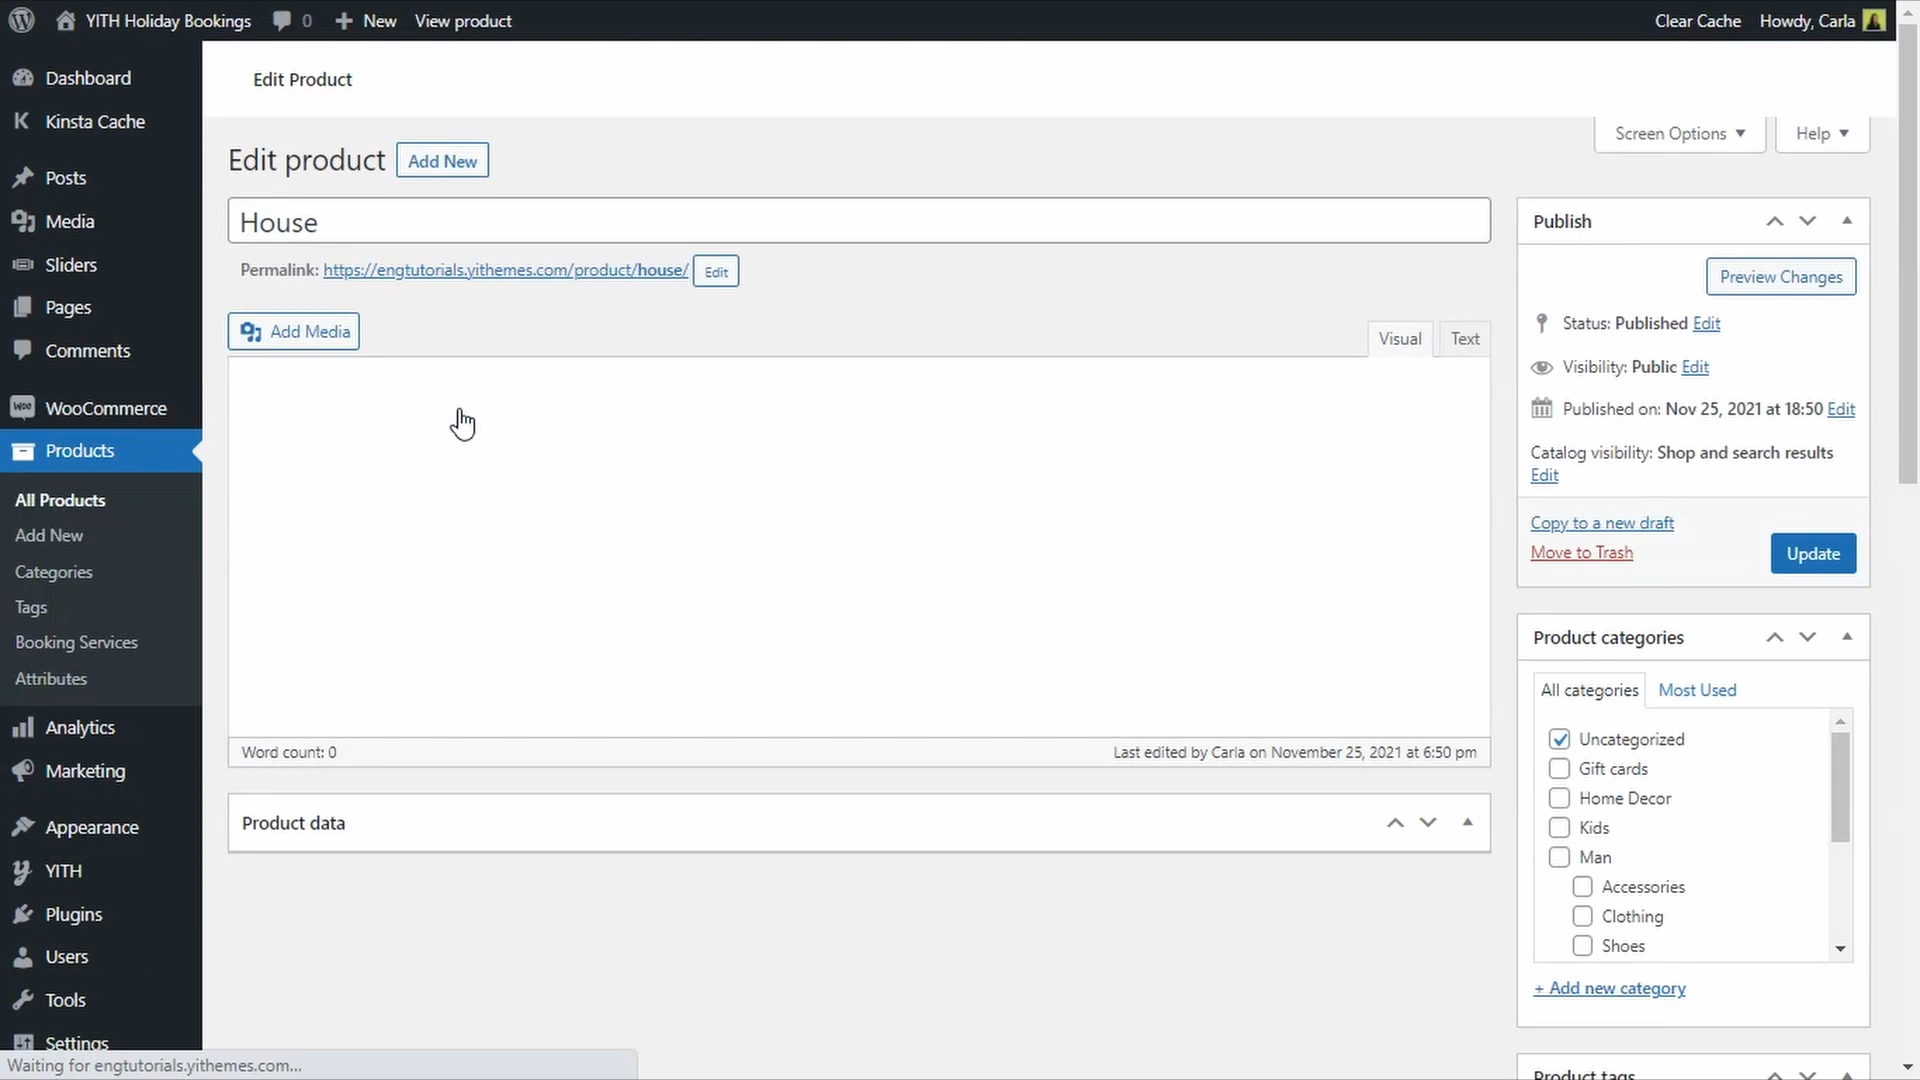 YITH Holiday Bookings
0
New
View product
Clear Cache
Howdy, Carla
Dashboard
Kinsta Cache
Posts
Media
Sliders
Pages
Comments
WooCommerce
Products
All Products
Add New
Categories
Tags
Booking Services
Attributes
Analytics
Marketing
Appearance
YITH
Plugins
Users
Tools
Settings
Waiting for engtutorials.yithemes.com...
Edit Product
Screen Options
Help
Edit product
Add New
House
Permalink: https://engtutorials.yithemes.com/product/house/ Edit
Add Media
Visual
Text
Word count: 0
Last edited by Carla on November 25, 2021 at 6:50 pm
Product data
Publish
Preview Changes
Status: Published Edit
Visibility: Public Edit
Published on: Nov 25, 2021 at 18:50 Edit
Catalog visibility: Shop and search results
Edit
Copy to a new draft
Move to Trash
Update
Product categories
All categories
Most Used
Uncategorized
Gift cards
Home Decor
Kids
Man
Accessories
Clothing
Shoes
+ Add new category
Product tags